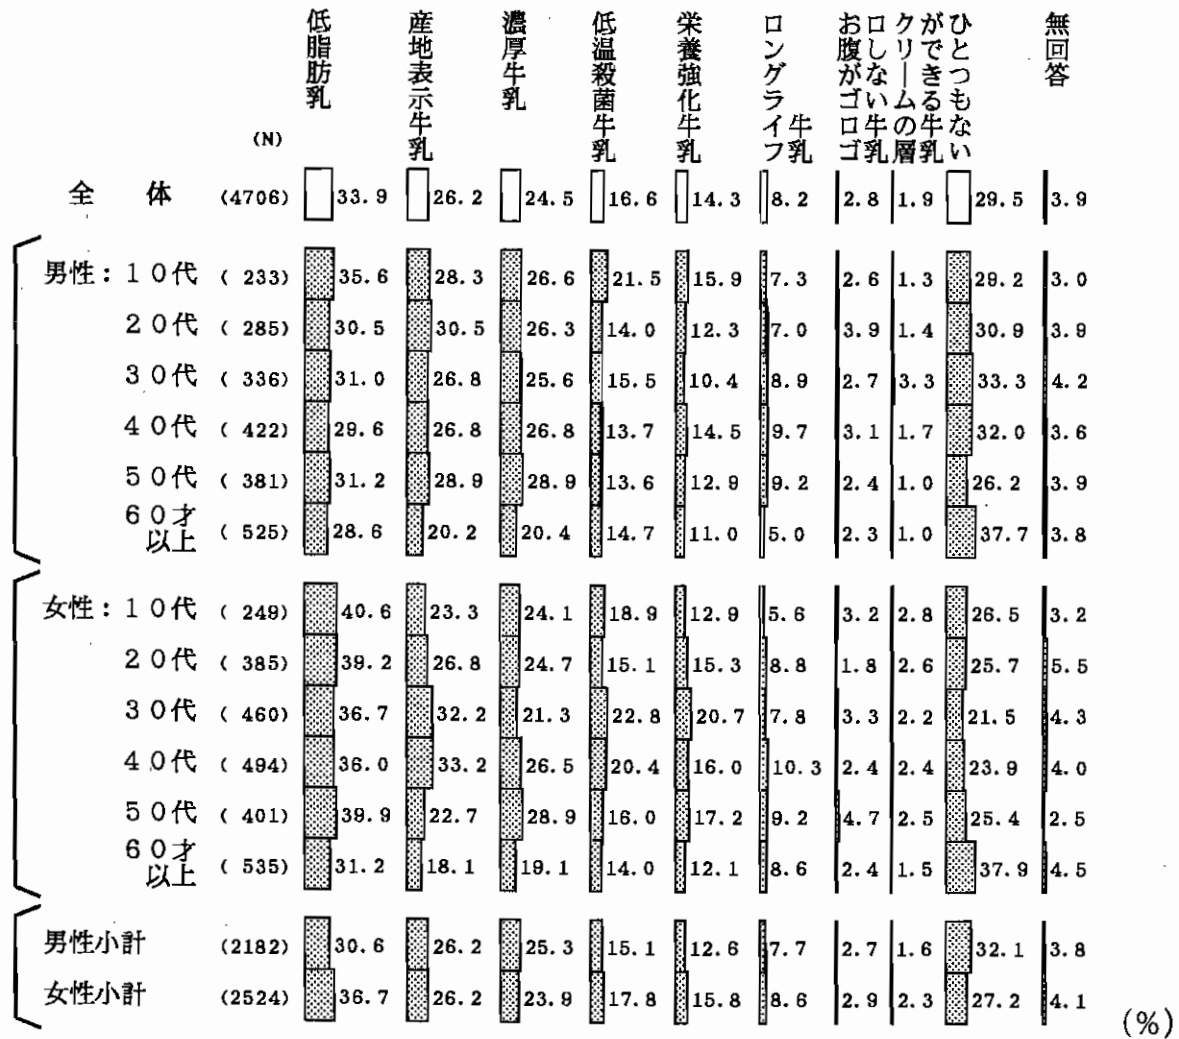 低脂肪乳 産地表示牛乳 濃厚牛乳 低温殺菌牛乳 栄養強化牛乳 ロングライフ牛乳 お腹がゴロゴロしない牛乳 クリームの層ができる牛乳 ひとつもない 無回答
(N)
全 体 (4706) 33.9 26.2 24.5 16.6 14.3 8.2 2.8 1.9 29.5 3.9
男性:10代 ( 233) 35.6 28.3 26.6 21.5 15.9 7.3 2.6 1.3 29.2 3.0
20代 ( 285) 30.5 30.5 26.3 14.0 12.3 7.0 3.9 1.4 30.9 3.9
30代 ( 336) 31.0 26.8 25.6 15.5 10.4 8.9 2.7 3.3 33.3 4.2
40代 ( 422) 29.6 26.8 26.8 13.7 14.5 9.7 3.1 1.7 32.0 3.6
50代 ( 381) 31.2 28.9 28.9 13.6 12.9 9.2 2.4 1.0 26.2 3.9
60才以上 ( 525) 28.6 20.2 20.4 14.7 11.0 5.0 2.3 1.0 37.7 3.8
女性:10代 ( 249) 40.6 23.3 24.1 18.9 12.9 5.6 3.2 2.8 26.5 3.2
20代 ( 385) 39.2 26.8 24.7 15.1 15.3 8.8 1.8 2.6 25.7 5.5
30代 ( 460) 36.7 32.2 21.3 22.8 20.7 7.8 3.3 2.2 21.5 4.3
40代 ( 494) 36.0 33.2 26.5 20.4 16.0 10.3 2.4 2.4 23.9 4.0
50代 ( 401) 39.9 22.7 28.9 16.0 17.2 9.2 4.7 2.5 25.4 2.5
60才以上 ( 535) 31.2 18.1 19.1 14.0 12.1 8.6 2.4 1.5 37.9 4.5
男性小計 (2182) 30.6 26.2 25.3 15.1 12.6 7.7 2.7 1.6 32.1 3.8
女性小計 (2524) 36.7 26.2 23.9 17.8 15.8 8.6 2.9 2.3 27.2 4.1
(%)